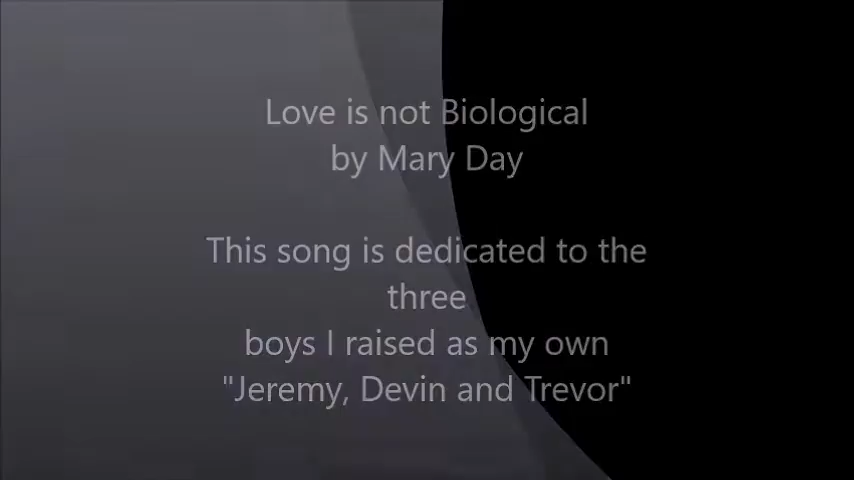 Love is not Biological
by Mary Day
This song is dedicated to the
three
boys I raised as my own
"Jeremy, Devin and Trevor"